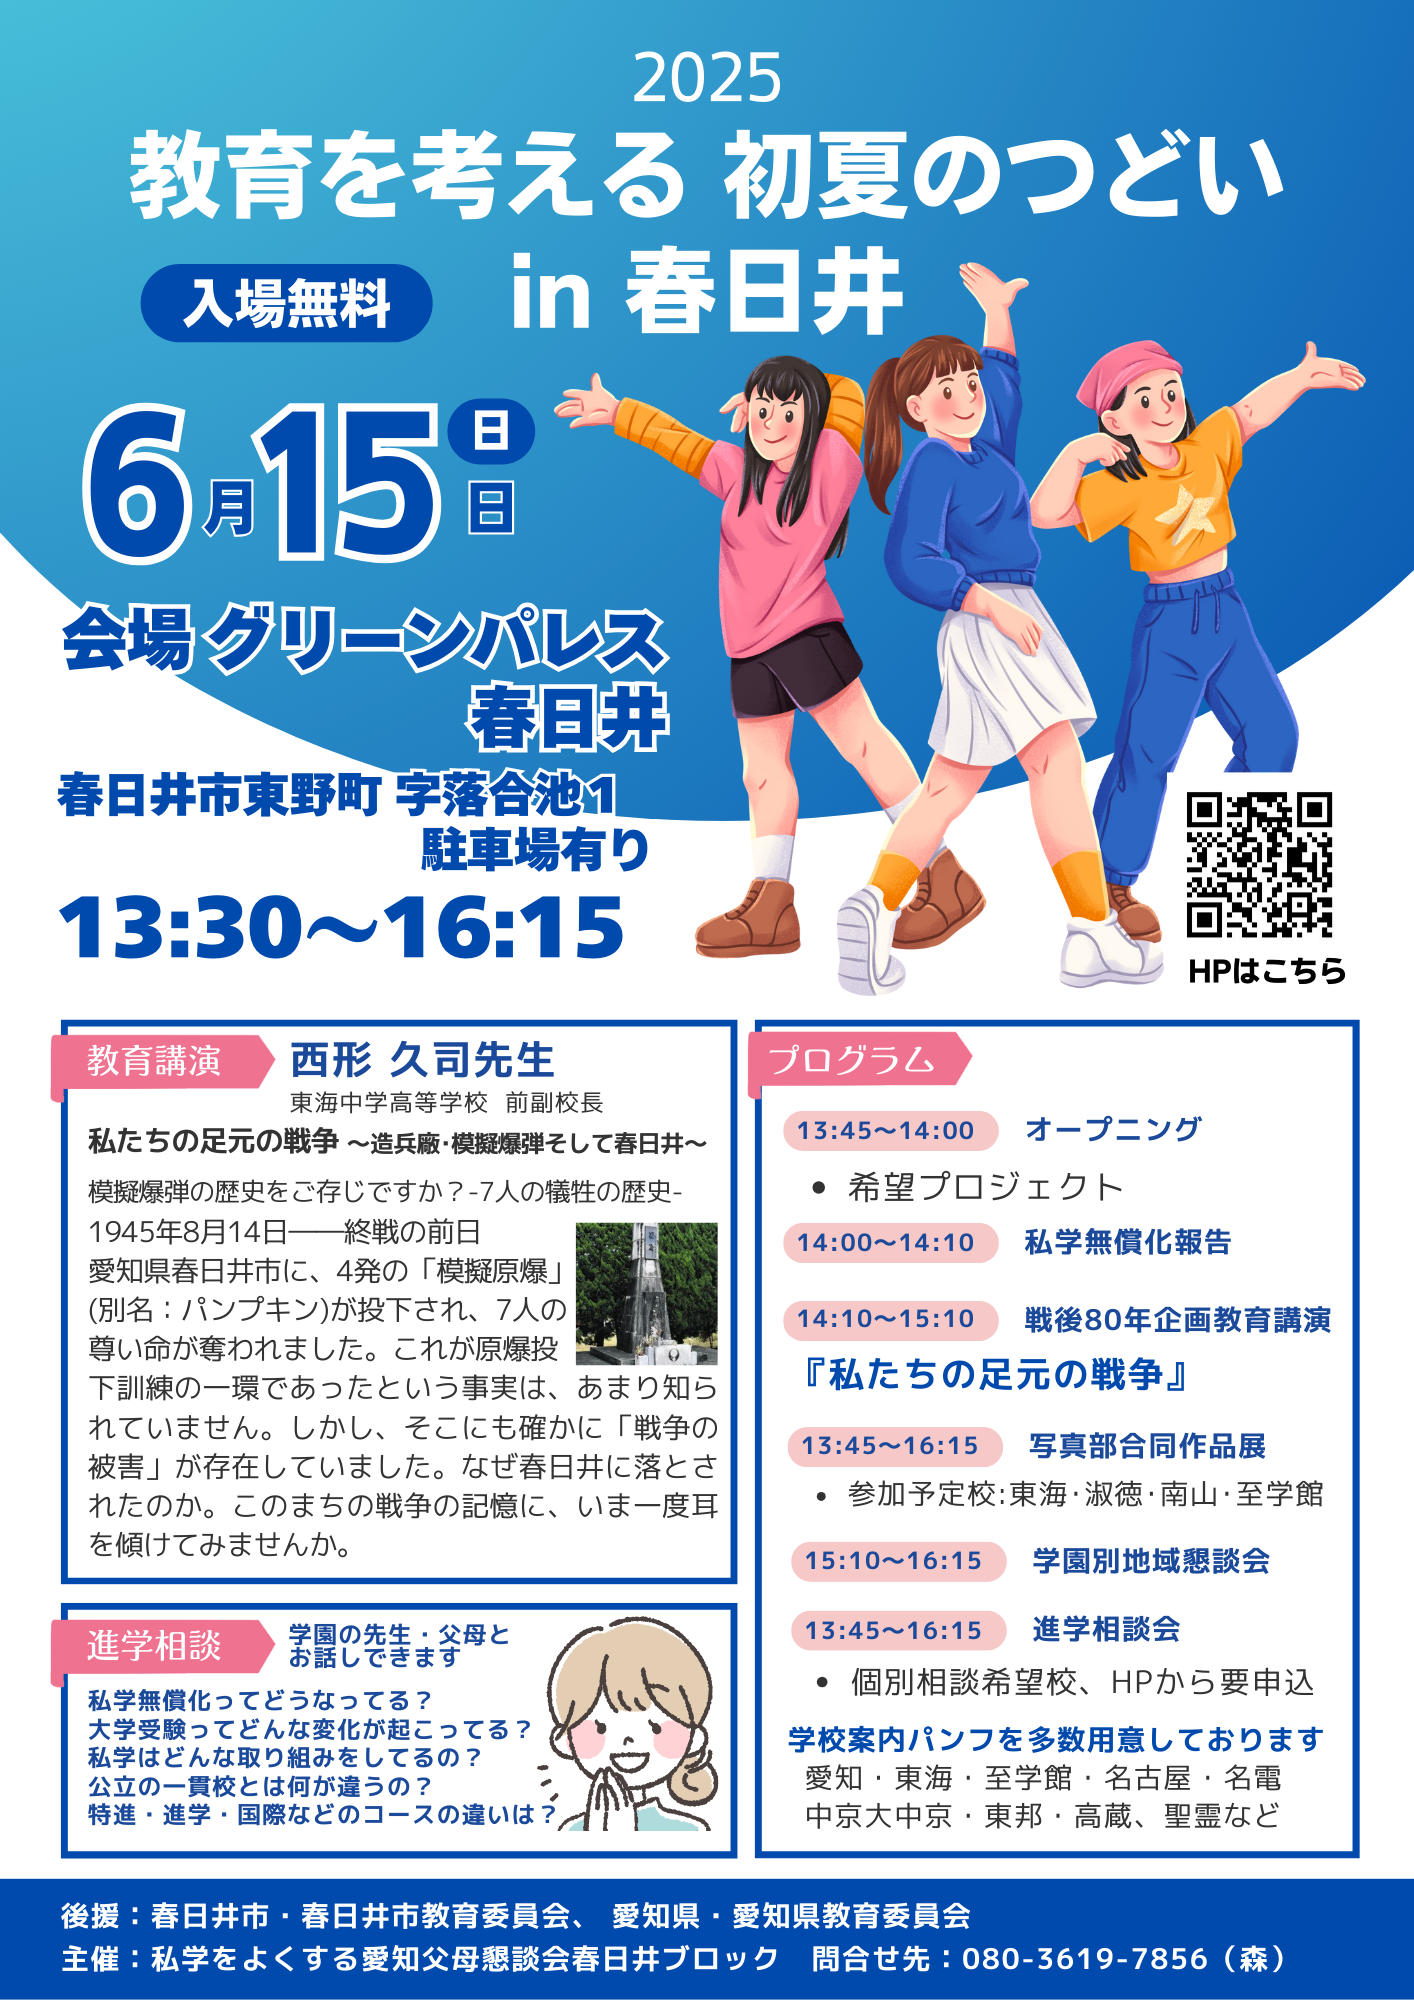 2025
教育を考える 初夏のつどい
in 春日井
入場無料
6月15日 日
会場 グリーンパレス
春日井
春日井市東野町 字落合池1
駐車場有り
13:30〜16:15
HPはこちら
教育講演 西形 久司先生
東海中学高等学校 前副校長
私たちの足元の戦争 〜造兵廠･模擬爆弾そして春日井〜
模擬爆弾の歴史をご存じですか？-7人の犠牲の歴史-
1945年8月14日――終戦の前日
愛知県春日井市に、4発の「模擬原爆」
(別名：パンプキン)が投下され、7人の
尊い命が奪われました。これが原爆投
下訓練の一環であったという事実は、あまり知ら
れていません。しかし、そこにも確かに「戦争の
被害」が存在していました。なぜ春日井に落とさ
れたのか。このまちの戦争の記憶に、いま一度耳
を傾けてみませんか。
進学相談 学園の先生・父母と
お話しできます
私学無償化ってどうなってる？
大学受験ってどんな変化が起こってる？
私学はどんな取り組みをしてるの？
公立の一貫校とは何が違うの？
特進・進学・国際などのコースの違いは？
プログラム
13:45〜14:00 オープニング
• 希望プロジェクト
14:00〜14:10 私学無償化報告
14:10〜15:10 戦後80年企画教育講演
『私たちの足元の戦争』
13:45〜16:15 写真部合同作品展
• 参加予定校:東海･淑徳･南山･至学館
15:10〜16:15 学園別地域懇談会
13:45〜16:15 進学相談会
• 個別相談希望校、HPから要申込
学校案内パンフを多数用意しております
愛知・東海・至学館・名古屋・名電
中京大中京・東邦・高蔵、聖霊など
後援：春日井市・春日井市教育委員会、 愛知県・愛知県教育委員会
主催：私学をよくする愛知父母懇談会春日井ブロック　問合せ先：080-3619-7856（森）